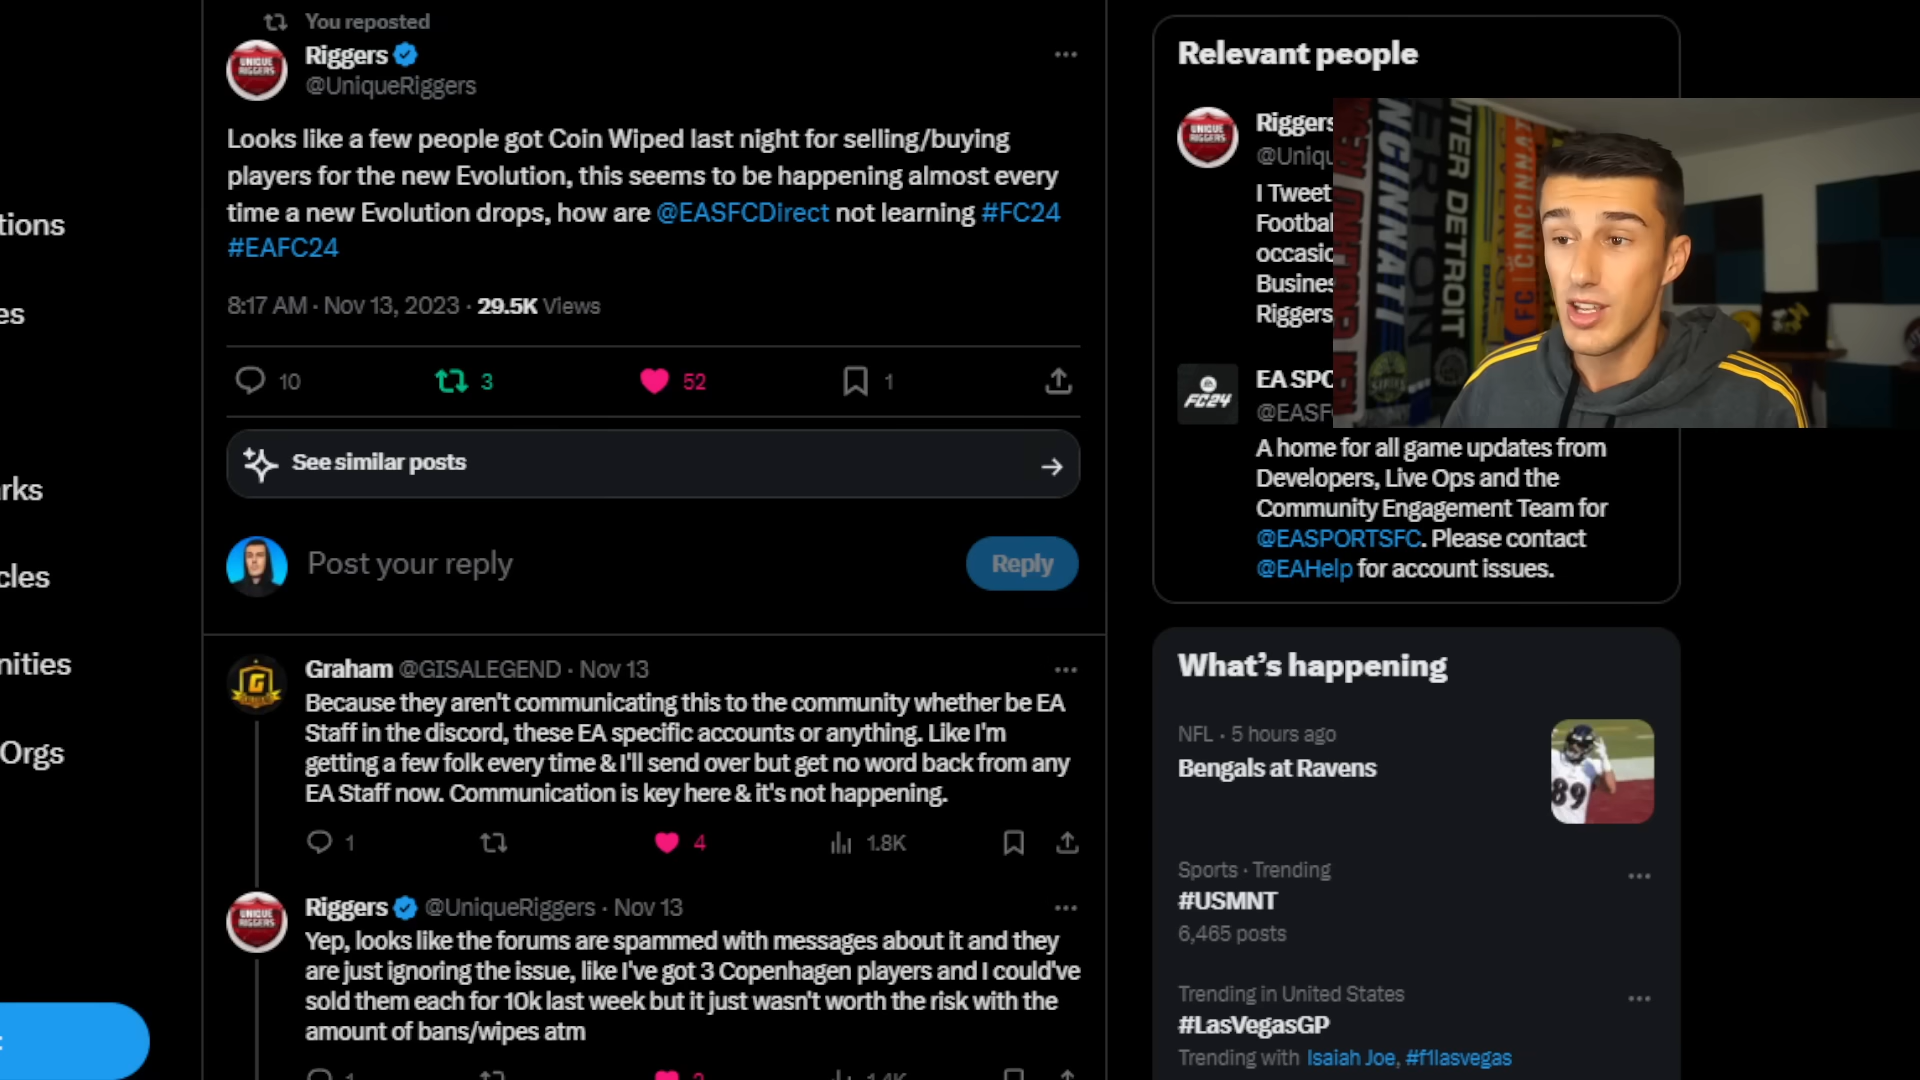 You reposted
Riggers
@UniqueRiggers
Looks like a few people got Coin Wiped last night for selling/buying
players for the new Evolution, this seems to be happening almost every
time a new Evolution drops, how are @EASFCDirect not learning #FC24
#EAFC24
8:17 AM · Nov 13, 2023 · 29.5K Views
10 3 52 1
See similar posts
Post your reply
Reply
Graham @GISALEGEND · Nov 13
Because they aren't communicating this to the community whether be EA
Staff in the discord, these EA specific accounts or anything. Like I'm
getting a few folk every time & I'll send over but get no word back from any
EA Staff now. Communication is key here & it's not happening.
1 4 1.8K
Riggers @UniqueRiggers · Nov 13
Yep, looks like the forums are spammed with messages about it and they
are just ignoring the issue, like I've got 3 Copenhagen players and I could've
sold them each for 10k last week but it just wasn't worth the risk with the
amount of bans/wipes atm
tions
es
rks
cles
nities
Orgs
Relevant people
UNIQUE
RIGGERS
Riggers
@Uniqu
I Tweet
Footbal
occasio
Busines
Riggers
FC24
EA SPO
@EASF
A home for all game updates from
Developers, Live Ops and the
Community Engagement Team for
@EASPORTSFC. Please contact
@EAHelp for account issues.
NCINNATI
TER DETROIT
FC CINCINNAT
What's happening
NFL · 5 hours ago
Bengals at Ravens
89
Sports · Trending
#USMNT
6,465 posts
Trending in United States
#LasVegasGP
Trending with Isaiah Joe, #f1lasvegas